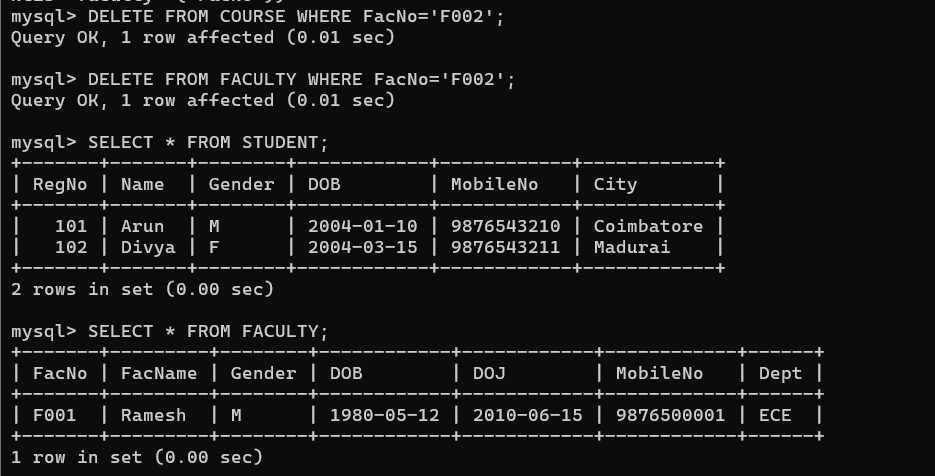 mysql> DELETE FROM COURSE WHERE FacNo='F002';
Query OK, 1 row affected (0.01 sec)
mysql> DELETE FROM FACULTY WHERE FacNo='F002';
Query OK, 1 row affected (0.01 sec)
mysql> SELECT * FROM STUDENT;
+-------+-------+--------+------------+------------+------------+
| RegNo | Name  | Gender | DOB        | MobileNo   | City       |
+-------+-------+--------+------------+------------+------------+
|   101 | Arun  | M      | 2004-01-10 | 9876543210 | Coimbatore |
|   102 | Divya | F      | 2004-03-15 | 9876543211 | Madurai    |
+-------+-------+--------+------------+------------+------------+
2 rows in set (0.00 sec)
mysql> SELECT * FROM FACULTY;
+-------+---------+--------+------------+------------+------------+------+
| FacNo | FacName | Gender | DOB        | DOJ        | MobileNo   | Dept |
+-------+---------+--------+------------+------------+------------+------+
| F001  | Ramesh  | M      | 1980-05-12 | 2010-06-15 | 9876500001 | ECE  |
+-------+---------+--------+------------+------------+------------+------+
1 row in set (0.00 sec)